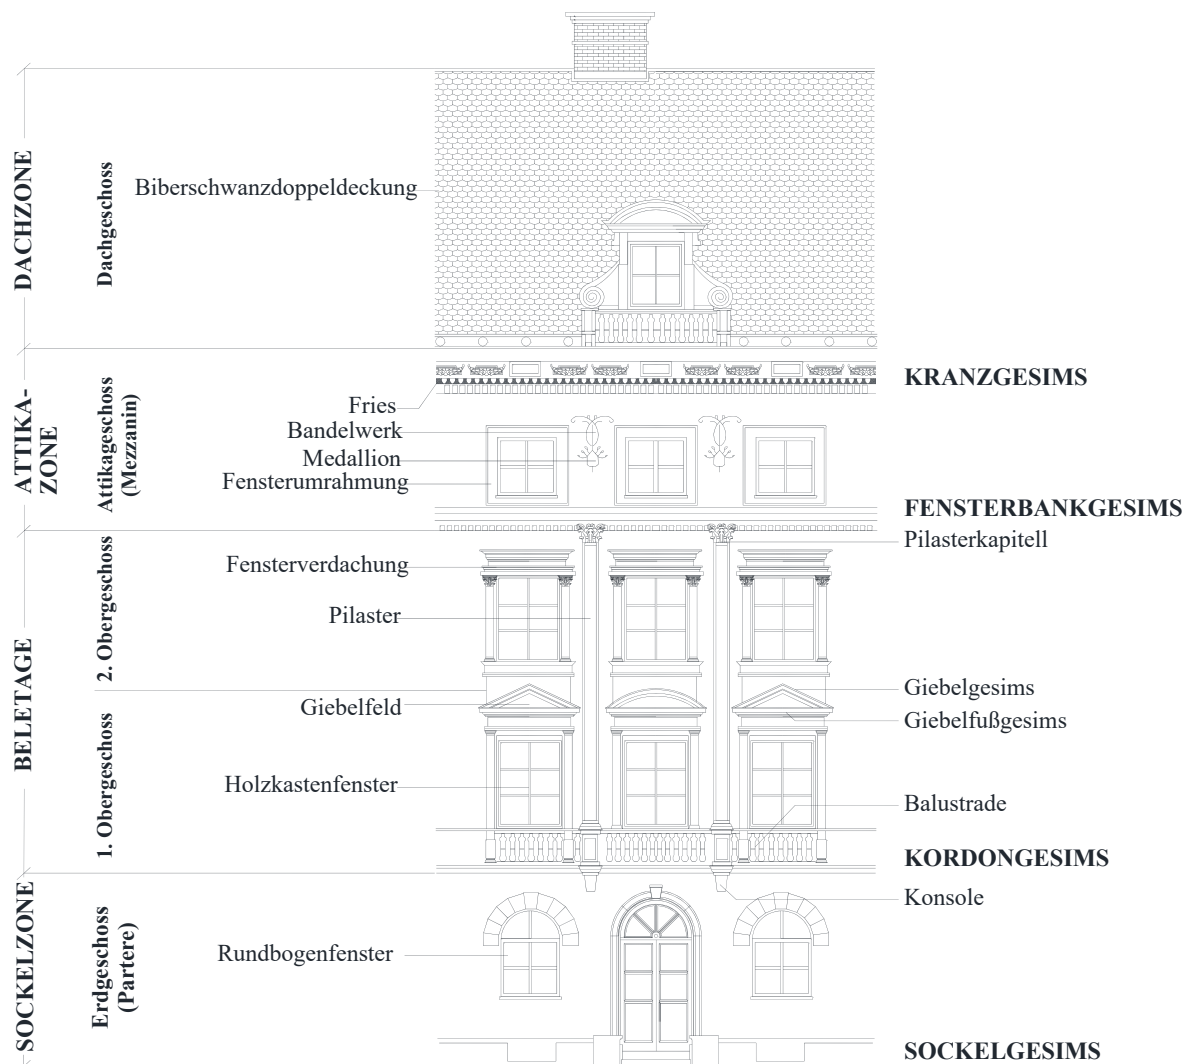 DACHZONE
Dachgeschoss
Biberschwanzdoppeldeckung
ATTIKA-
ZONE
Attikageschoss
(Mezzanin)
KRANZGESIMS
Fries
Bandelwerk
Medallion
Fensterumrahmung
FENSTERBANKGESIMS
Pilasterkapitell
BELETAGE
2. Obergeschoss
Fensterverdachung
Pilaster
Giebelgesims
Giebelfeld
Giebelfußgesims
1. Obergeschoss
Holzkastenfenster
Balustrade
KORDONGESIMS
Konsole
SOCKELZONE
Erdgeschoss
(Partere)
Rundbogenfenster
SOCKELGESIMS